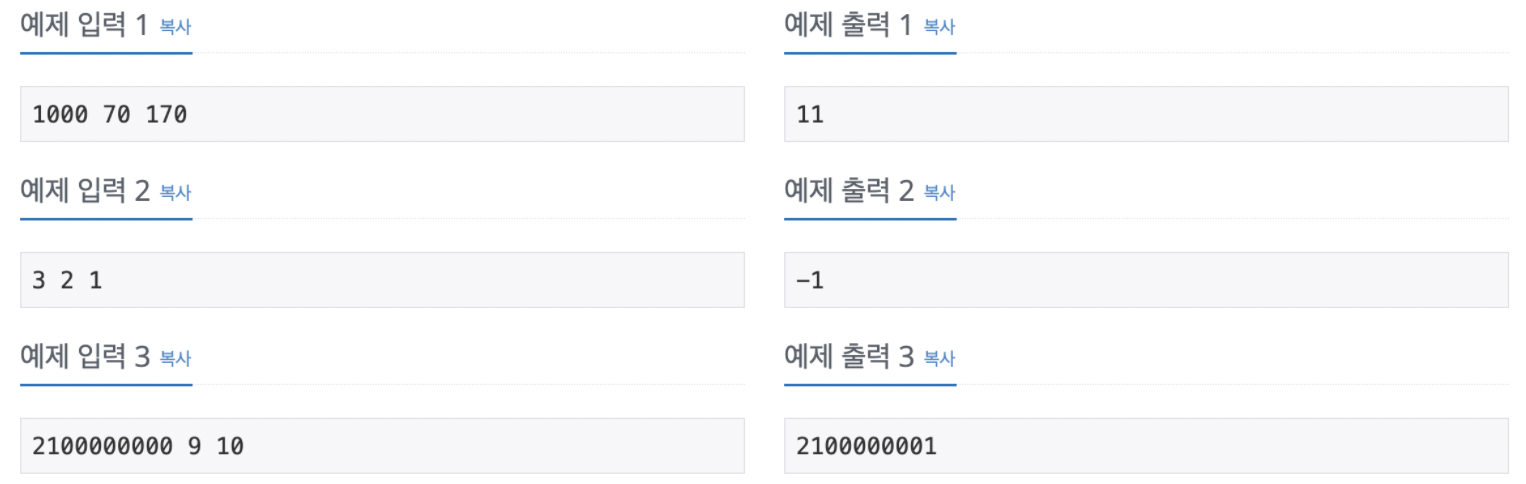 예제 입력 1 복사
예제 출력 1 복사
1000 70 170
11
예제 입력 2 복사
예제 출력 2 복사
3 2 1
-1
예제 입력 3 복사
예제 출력 3 복사
2100000000 9 10
2100000001